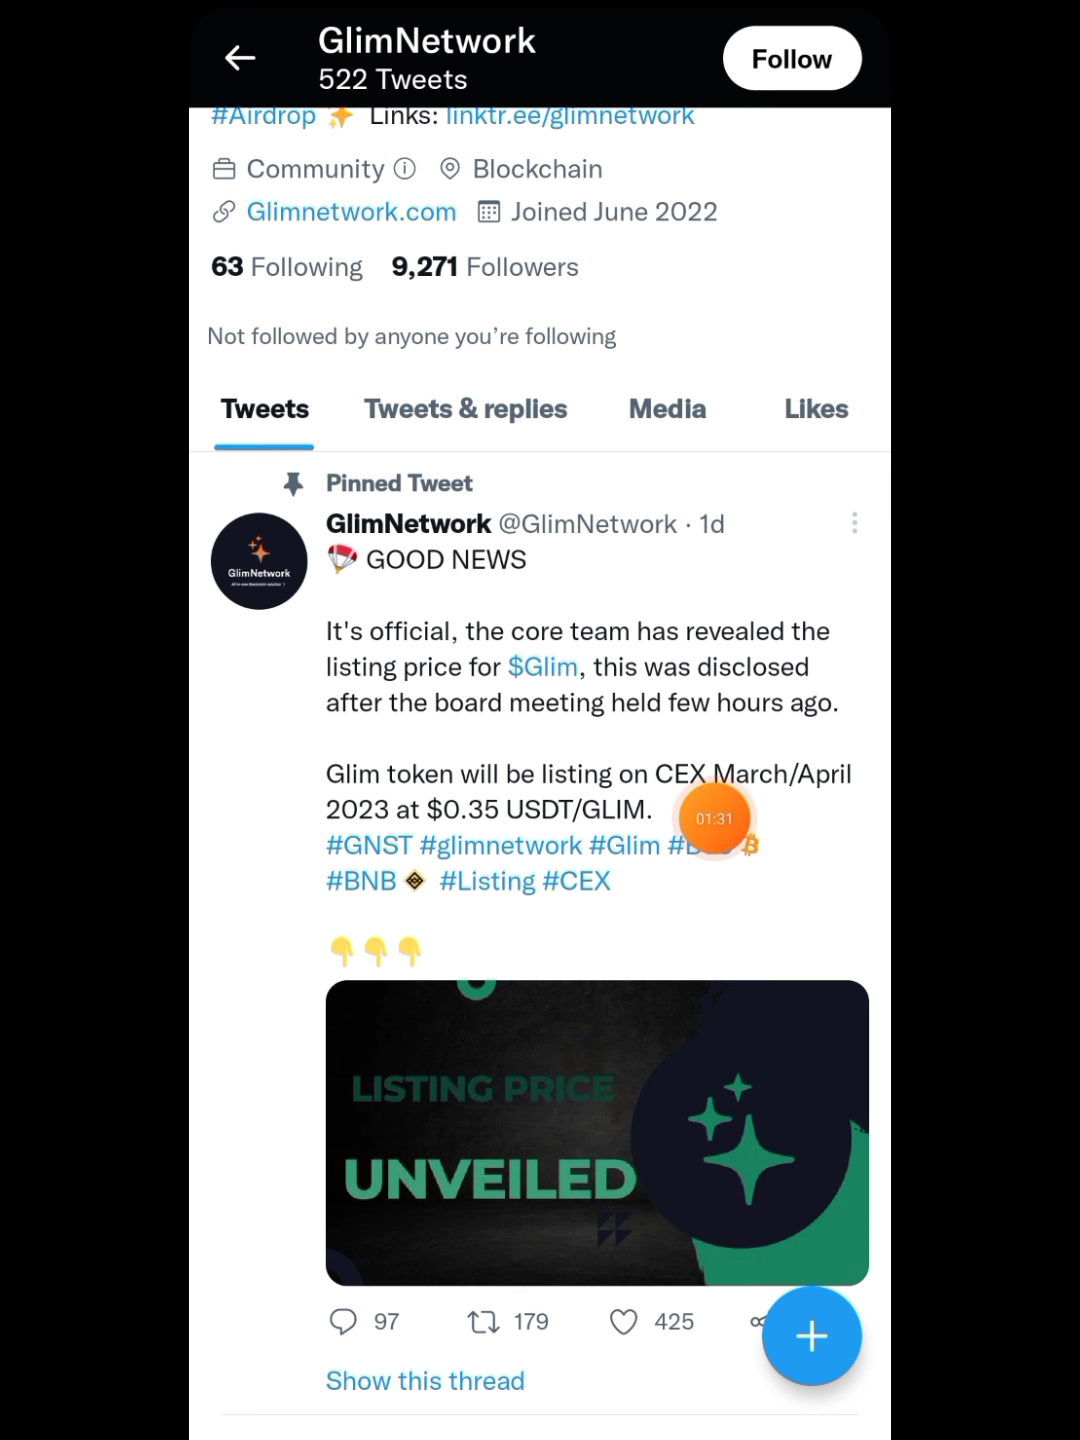 GlimNetwork
522 Tweets
Follow
#Airdrop ✨ Links: linktr.ee/glimnetwork
Community Blockchain
Glimnetwork.com Joined June 2022
63 Following 9,271 Followers
Not followed by anyone you're following
Tweets Tweets & replies Media Likes
Pinned Tweet
GlimNetwork @GlimNetwork · 1d
🪂 GOOD NEWS
It's official, the core team has revealed the
listing price for $Glim, this was disclosed
after the board meeting held few hours ago.
Glim token will be listing on CEX March/April
2023 at $0.35 USDT/GLIM.
01:31
#GNST #glimnetwork #Glim
#BNB #Listing #CEX
👇👇👇
GlimNetwork
LISTING PRICE
UNVEILED
97 179 425
Show this thread